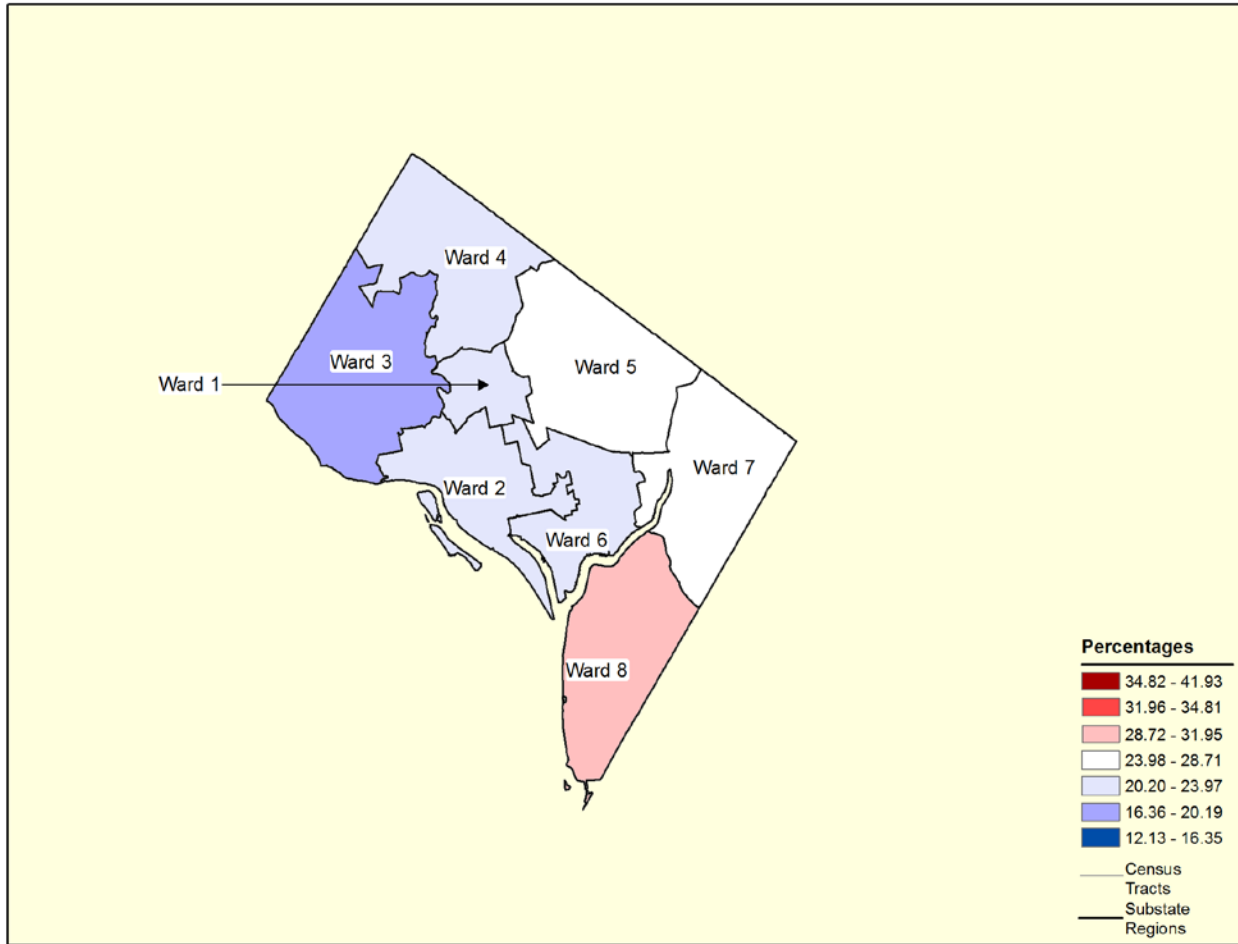 Ward 4
Ward 3
Ward 5
Ward 1
Ward 7
Ward 2
Ward 6
Ward 8
Percentages
34.82 - 41.93
31.96 - 34.81
28.72 - 31.95
23.98 - 28.71
20.20 - 23.97
16.36 - 20.19
12.13 - 16.35
Census
Tracts
Substate
Regions